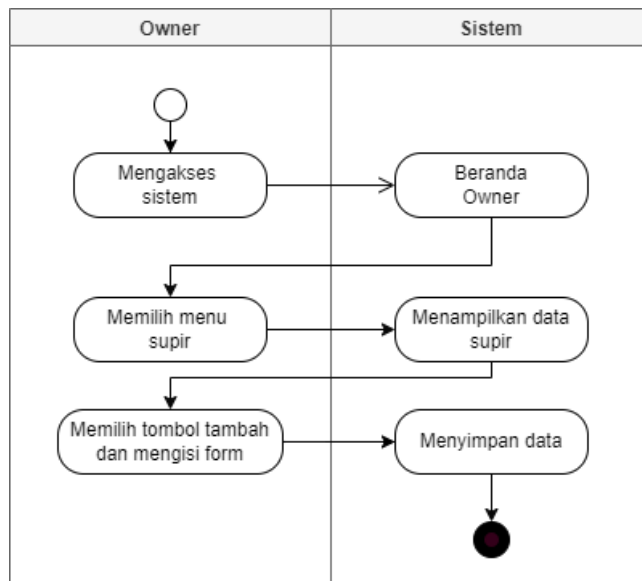 Owner
Sistem
Mengakses
sistem
Beranda
Owner
Memilih menu
supir
Menampilkan data
supir
Memilih tombol tambah
dan mengisi form
Menyimpan data